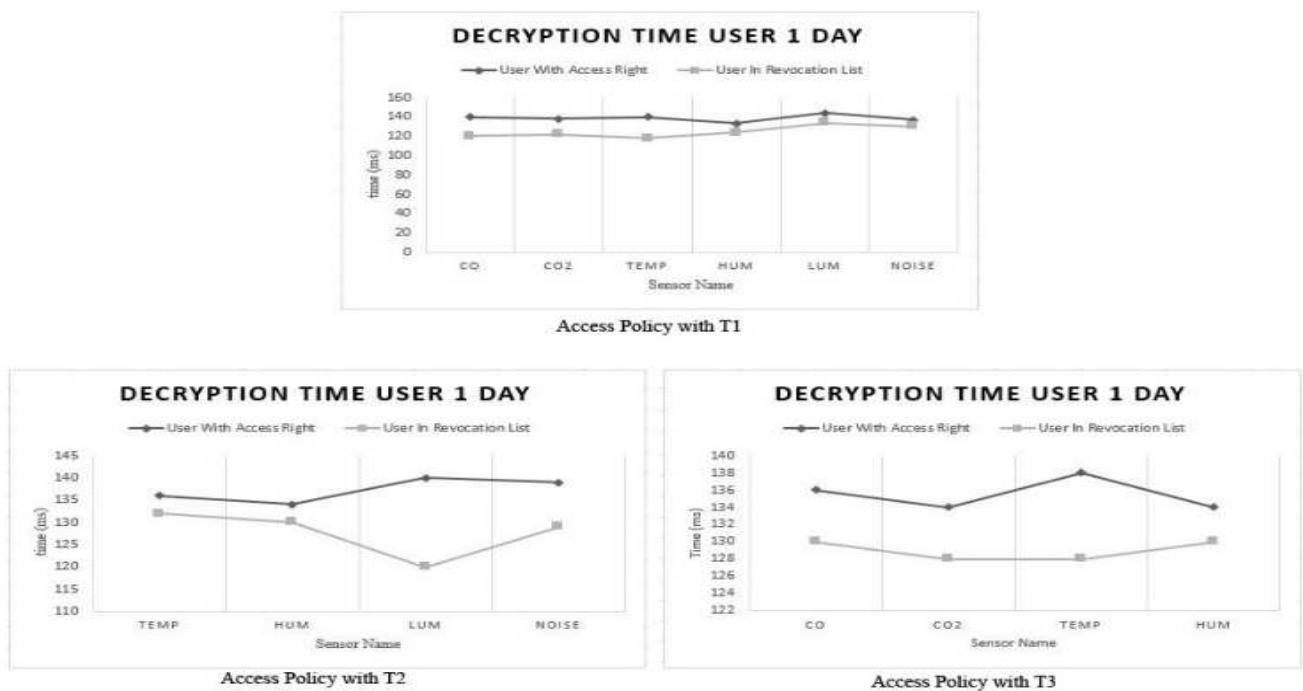 DECRYPTION TIME USER 1 DAY
User With Access Right User In Revocation List
160
140
120
100
80
60
40
20
0
time (ms)
CO CO2 TEMP HUM LUM NOISE
Sensor Name
Access Policy with T1
DECRYPTION TIME USER 1 DAY
User With Access Right User In Revocation List
145
140
135
130
125
120
115
110
time (ms)
TEMP HUM LUM NOISE
Sensor Name
Access Policy with T2
DECRYPTION TIME USER 1 DAY
User With Access Right User In Revocation List
140
138
136
134
132
130
128
126
124
122
Time (ms)
CO CO2 TEMP HUM
Sensor Name
Access Policy with T3